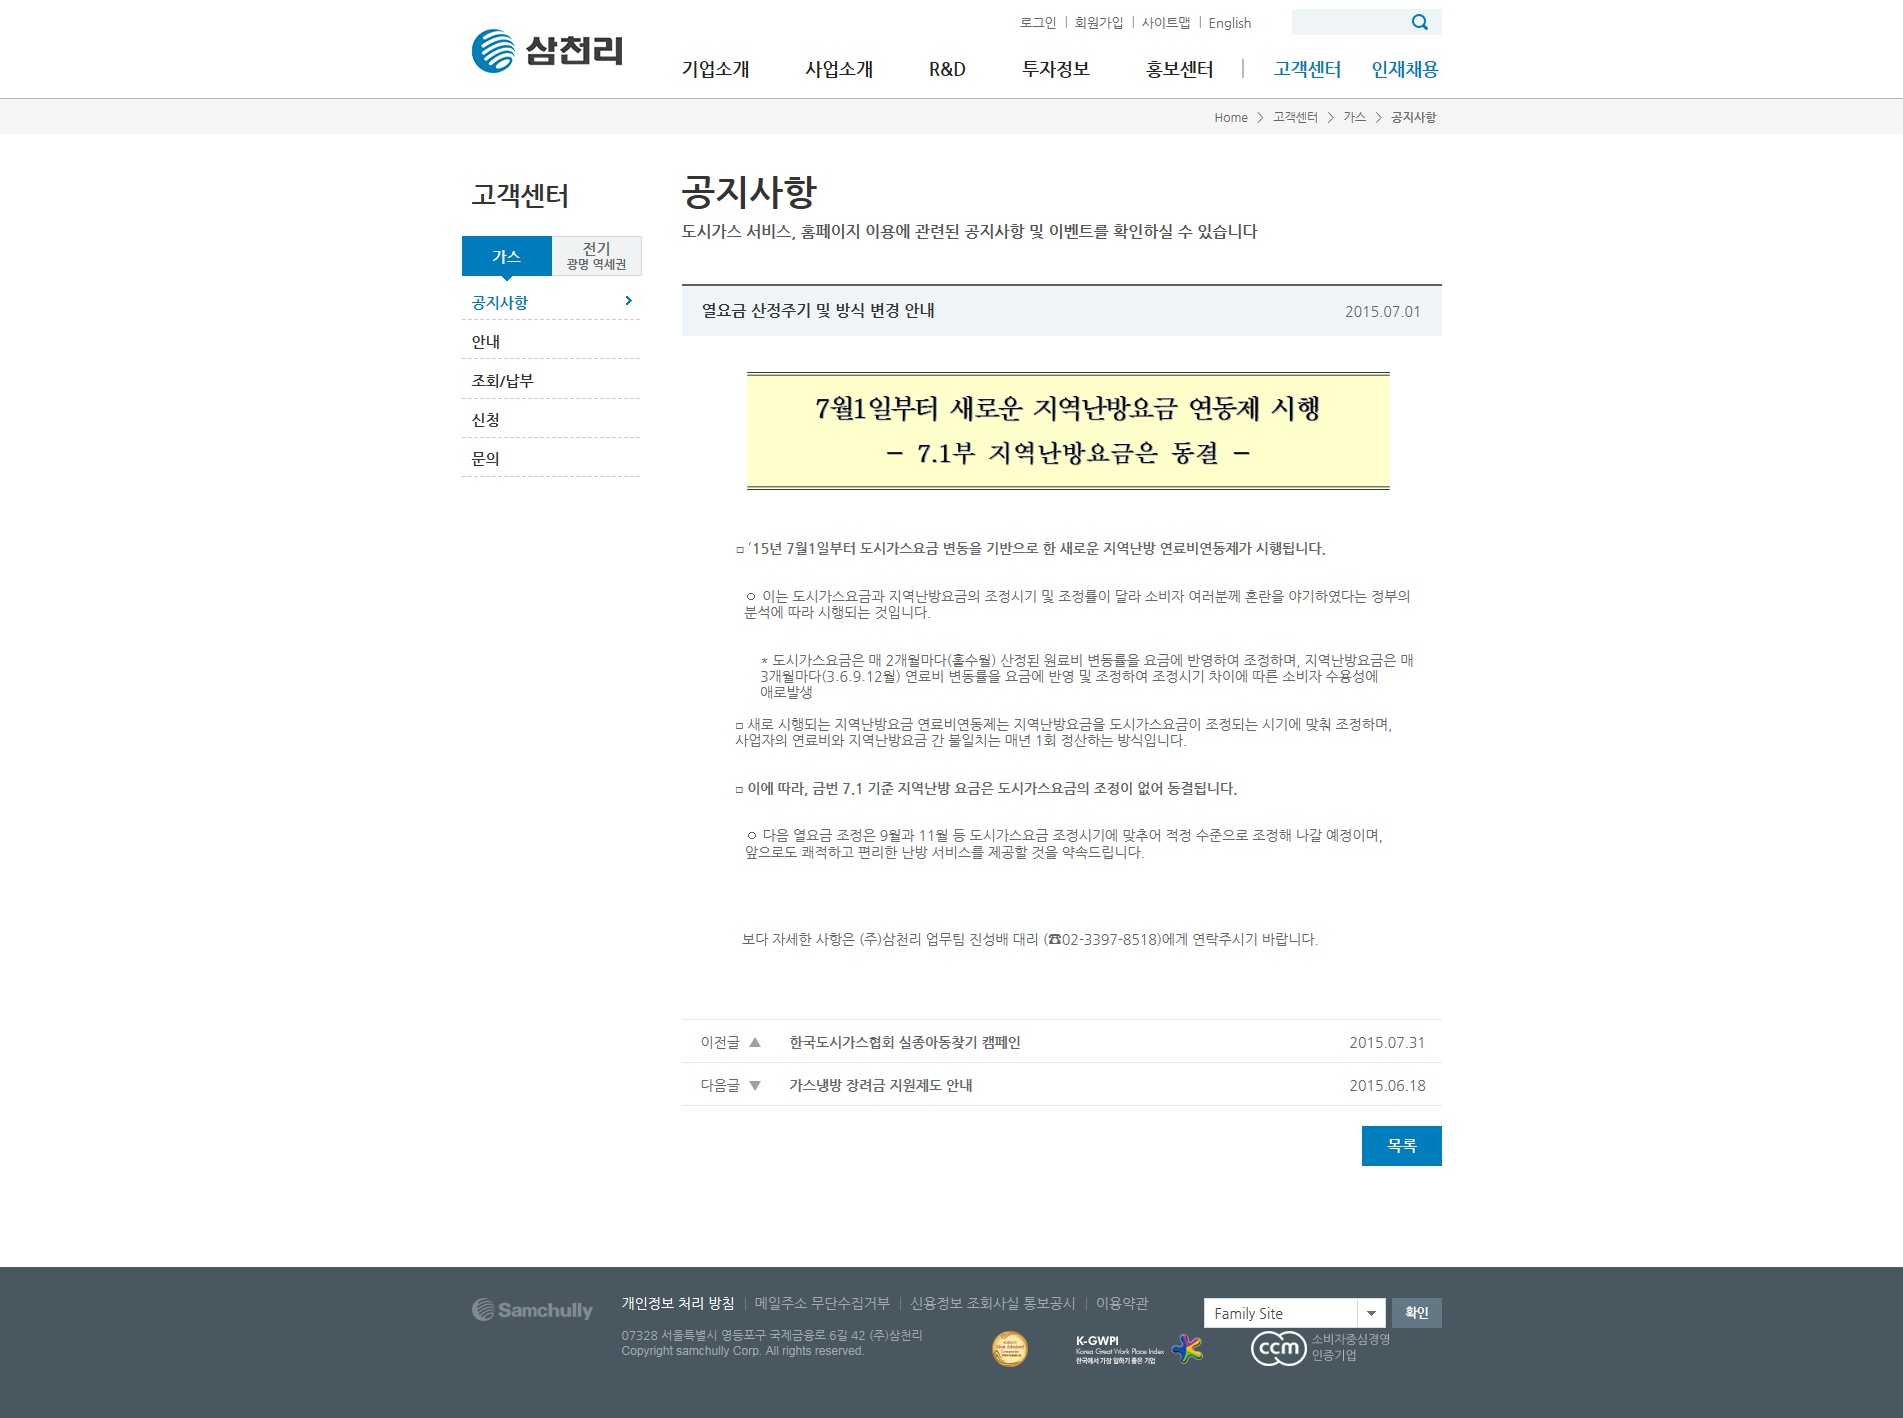 로그인 | 회원가입 | 사이트맵 | English
삼천리
기업소개 사업소개 R&D 투자정보 홍보센터 | 고객센터 인재채용
Home > 고객센터 > 가스 > 공지사항
고객센터
가스
전기
광명 역세권
공지사항
안내
조회/납부
신청
문의
공지사항
도시가스 서비스, 홈페이지 이용에 관련된 공지사항 및 이벤트를 확인하실 수 있습니다
열요금 산정주기 및 방식 변경 안내 2015.07.01
7월1일부터 새로운 지역난방요금 연동제 시행
- 7.1부 지역난방요금은 동결 -
□ ‘15년 7월1일부터 도시가스요금 변동을 기반으로 한 새로운 지역난방 연료비연동제가 시행됩니다.
ㅇ 이는 도시가스요금과 지역난방요금의 조정시기 및 조정률이 달라 소비자 여러분께 혼란을 야기하였다는 정부의
분석에 따라 시행되는 것입니다.
* 도시가스요금은 매 2개월마다(홀수월) 산정된 원료비 변동률을 요금에 반영하여 조정하며, 지역난방요금은 매
3개월마다(3.6.9.12월) 연료비 변동률을 요금에 반영 및 조정하여 조정시기 차이에 따른 소비자 수용성에
애로발생
□ 새로 시행되는 지역난방요금 연료비연동제는 지역난방요금을 도시가스요금이 조정되는 시기에 맞춰 조정하며,
사업자의 연료비와 지역난방요금 간 불일치는 매년 1회 정산하는 방식입니다.
□ 이에 따라, 금번 7.1 기준 지역난방 요금은 도시가스요금의 조정이 없어 동결됩니다.
ㅇ 다음 열요금 조정은 9월과 11월 등 도시가스요금 조정시기에 맞추어 적정 수준으로 조정해 나갈 예정이며,
앞으로도 쾌적하고 편리한 난방 서비스를 제공할 것을 약속드립니다.
보다 자세한 사항은 (주)삼천리 업무팀 진성배 대리 (☎02-3397-8518)에게 연락주시기 바랍니다.
이전글 ▲ 한국도시가스협회 실종아동찾기 캠페인 2015.07.31
다음글 ▼ 가스냉방 장려금 지원제도 안내 2015.06.18
목록
Samchully
개인정보 처리 방침 | 메일주소 무단수집거부 | 신용정보 조회사실 통보공시 | 이용약관
Family Site
확인
07328 서울특별시 영등포구 국제금융로 6길 42 (주)삼천리
Copyright samchully Corp. All rights reserved.
K-GWPI
Korea Great Work Place Index
한국에서 가장 일하기 좋은 기업
ccm
소비자중심경영
인증기업